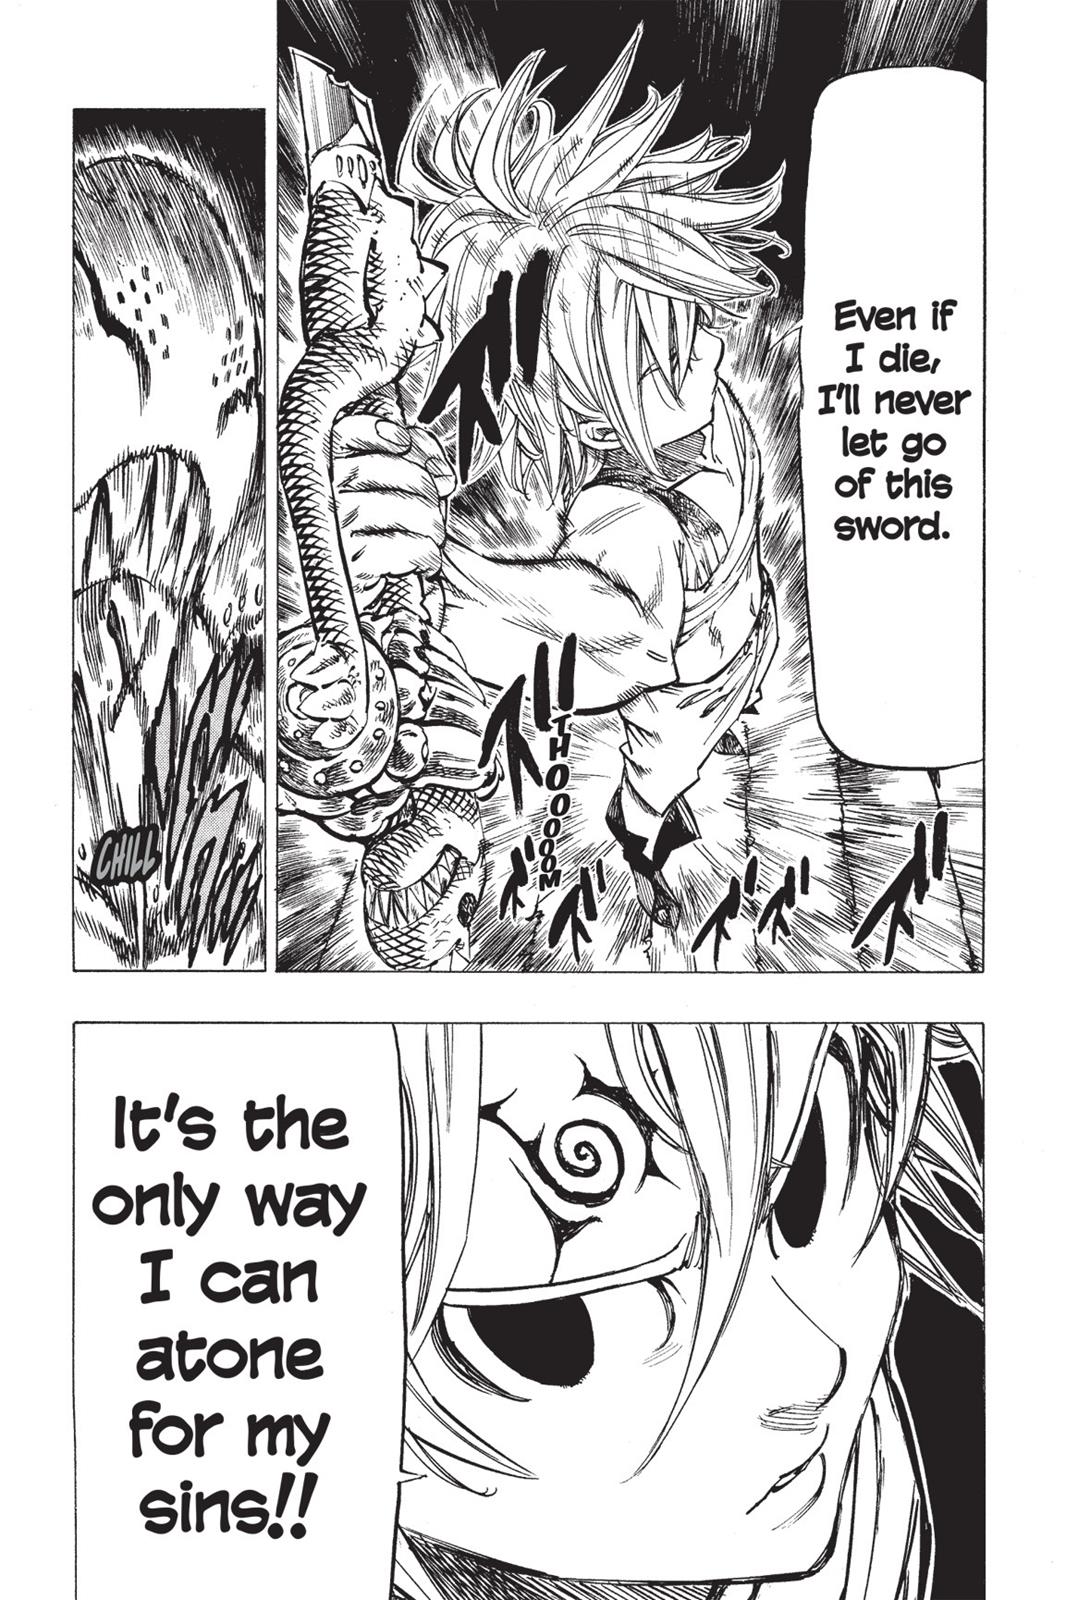 Even if
I die,
I'll never
let go
of this
sword.
THOOOOOM
CHILL
It's the
only way
I can
atone
for my
sins!!